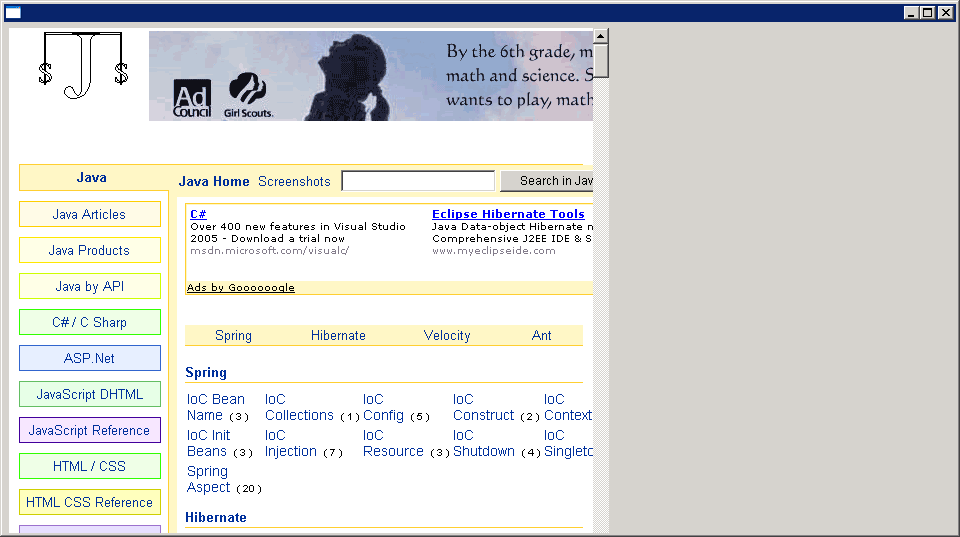 $ J $
Ad
Council
Girl Scouts.
By the 6th grade, m
math and science. S
wants to play, math
Java
Java Home Screenshots Search in Jav
Java Articles
Java Products
Java by API
C# / C Sharp
ASP.Net
JavaScript DHTML
JavaScript Reference
HTML / CSS
HTML CSS Reference
C#
Over 400 new features in Visual Studio
2005 - Download a trial now
msdn.microsoft.com/visualc/
Eclipse Hibernate Tools
Java Data-object Hibernate n
Comprehensive J2EE IDE & S
www.myeclipseide.com
Ads by Goooooogle
Spring Hibernate Velocity Ant
Spring
IoC Bean IoC IoC IoC IoC
Name (3) Collections (1) Config (5) Construct (2) Context
IoC Init IoC IoC IoC IoC
Beans (3) Injection (7) Resource (3) Shutdown (4) Singleto
Spring
Aspect (20)
Hibernate